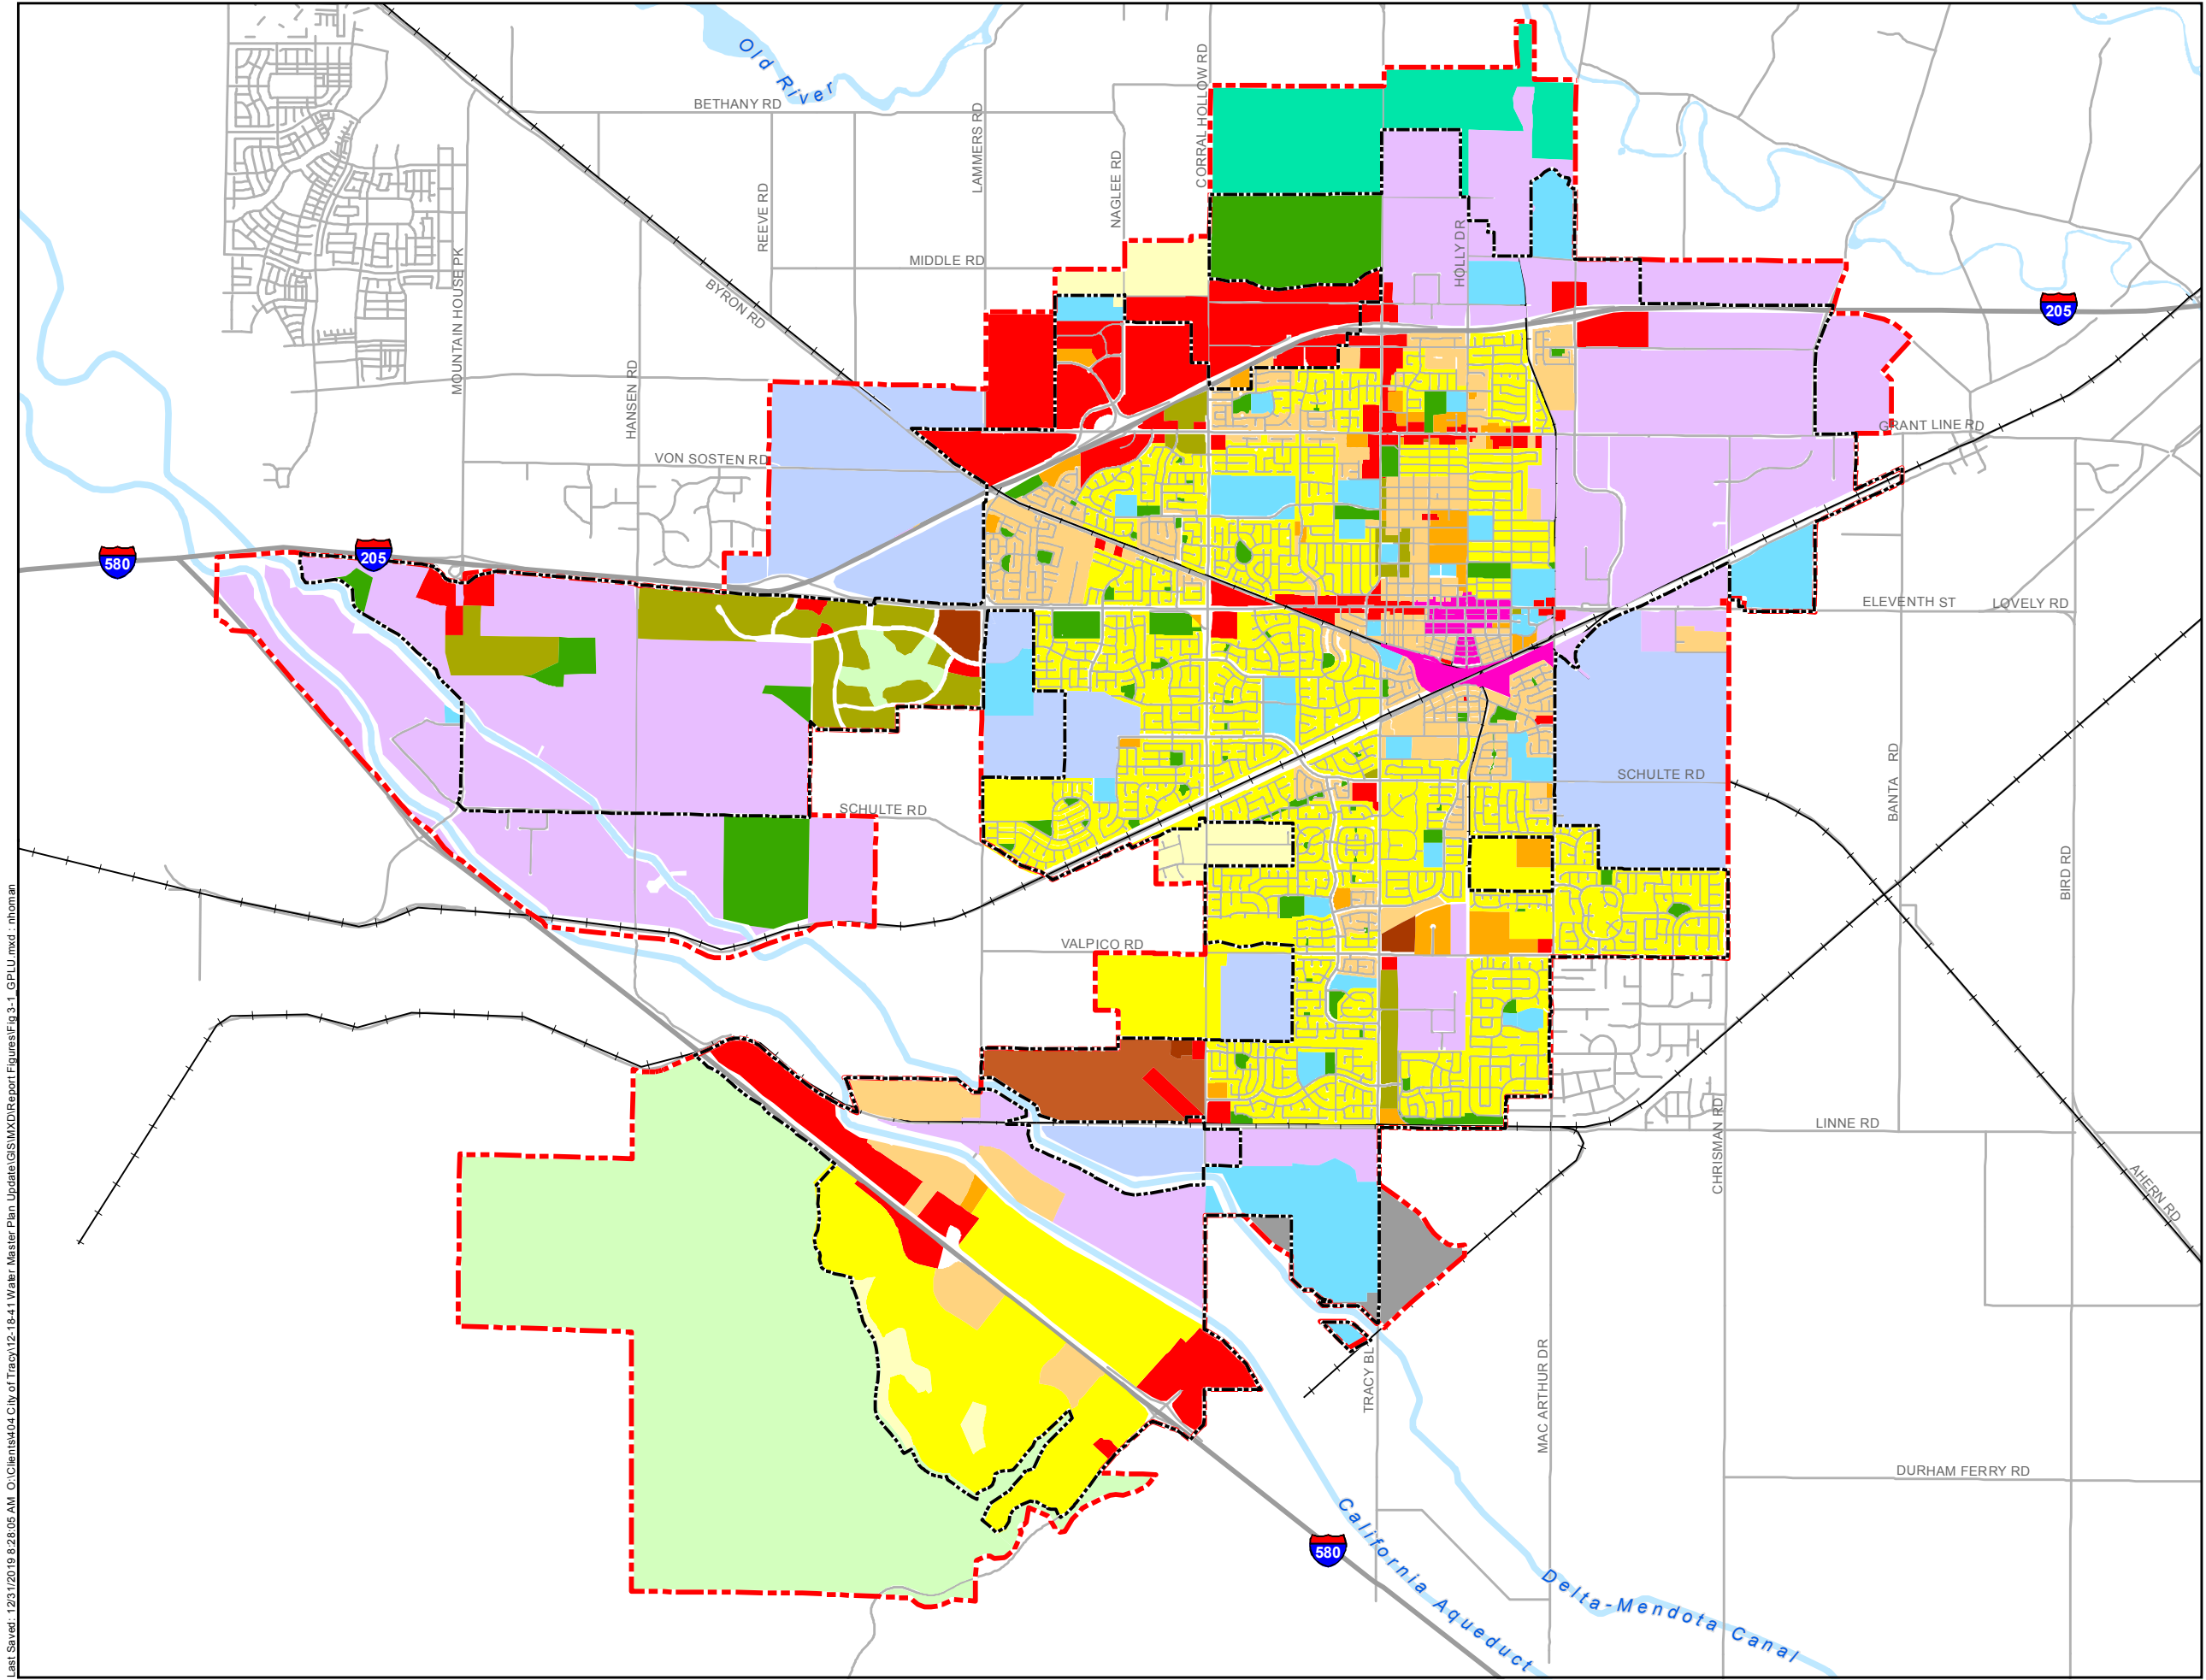 Old River
BETHANY RD
LAMMERS RD
CORRAL HOLLOW RD
NAGLEE RD
REEVE RD
MIDDLE RD
HOLLY DR
MOUNTAIN HOUSE PK
BYRON RD
205
HANSEN RD
GRANT LINE RD
VON SOSTEN RD
580
205
ELEVENTH ST
LOVELY RD
SCHULTE RD
BANTA RD
SCHULTE RD
BIRD RD
VALPICO RD
CHRISMAN RD
LINNE RD
AHERN RD
TRACY BL
MAC ARTHUR DR
DURHAM FERRY RD
580
California Aqueduct
Delta-Mendota Canal
Last Saved: 12/31/2019 8:28:05 AM O:\Clients\404 City of Tracy\12-18-41 Water Master Plan Update\GIS\MXD\Report Figures\Fig 3-1_GPLU.mxd : nhoman